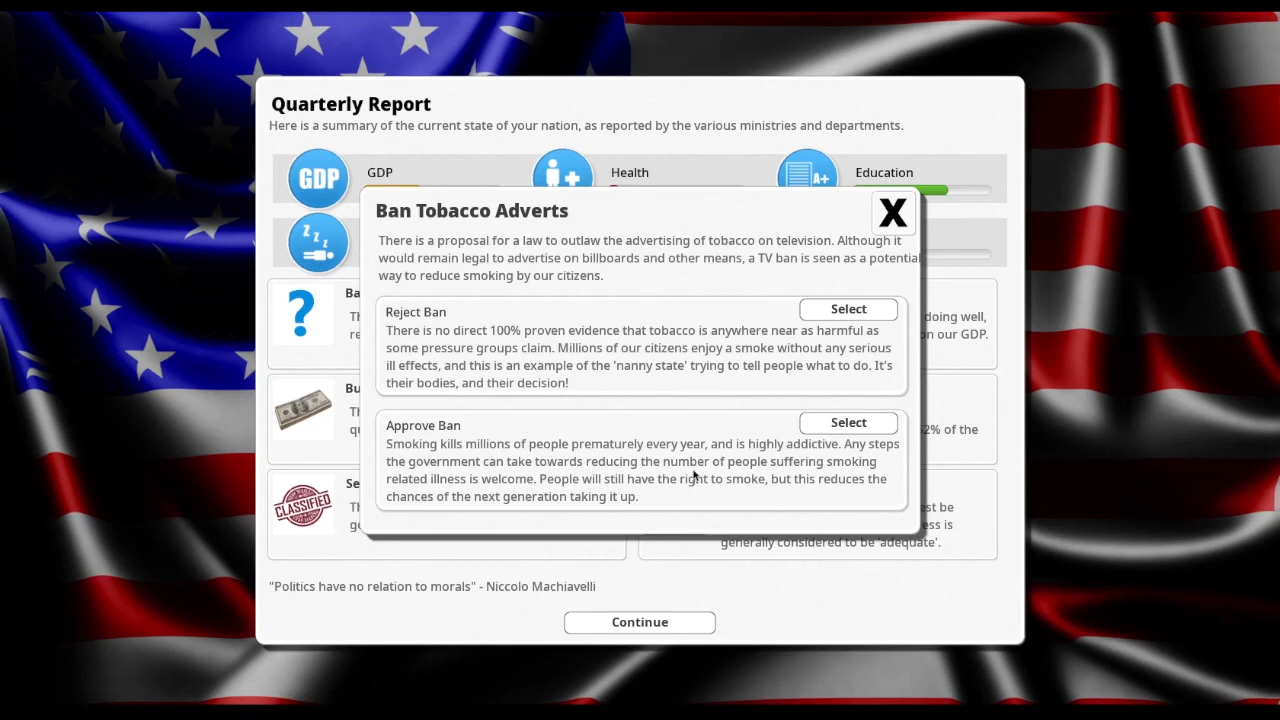 Quarterly Report
Here is a summary of the current state of your nation, as reported by the various ministries and departments.
GDP
GDP
Health
A+
Education
Z Z Z
Ban Tobacco Adverts
X
There is a proposal for a law to outlaw the advertising of tobacco on television. Although it
would remain legal to advertise on billboards and other means, a TV ban is seen as a potential
way to reduce smoking by our citizens.
Reject Ban
Select
There is no direct 100% proven evidence that tobacco is anywhere near as harmful as
some pressure groups claim. Millions of our citizens enjoy a smoke without any serious
ill effects, and this is an example of the 'nanny state' trying to tell people what to do. It's
their bodies, and their decision!
Approve Ban
Select
Smoking kills millions of people prematurely every year, and is highly addictive. Any steps
the government can take towards reducing the number of people suffering smoking
related illness is welcome. People will still have the right to smoke, but this reduces the
chances of the next generation taking it up.
?
doing well,
on our GDP.
2% of the
CLASSIFIED
generally considered to be 'adequate'.
"Politics have no relation to morals" - Niccolo Machiavelli
Continue